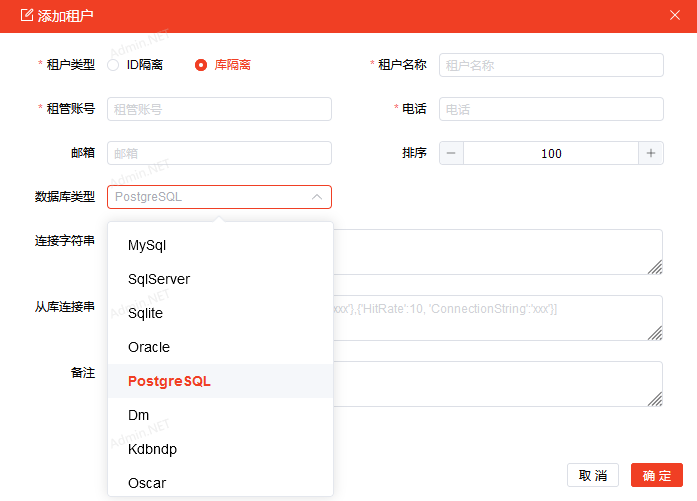 添加租户
Admin.NET
* 租户类型
ID隔离
库隔离
* 租户名称
租户名称
* 租管账号
租管账号
* 电话
电话
邮箱
邮箱
排序
100
Admin.NET
数据库类型
PostgreSQL
连接字符串
MySql
SqlServer
Sqlite
Oracle
PostgreSQL
Dm
Kdbndp
Oscar
从库连接串
xxx'},{'HitRate':10, 'ConnectionString':'xxx'}]
Admin.NET
备注
Admin.NET
取 消
确 定